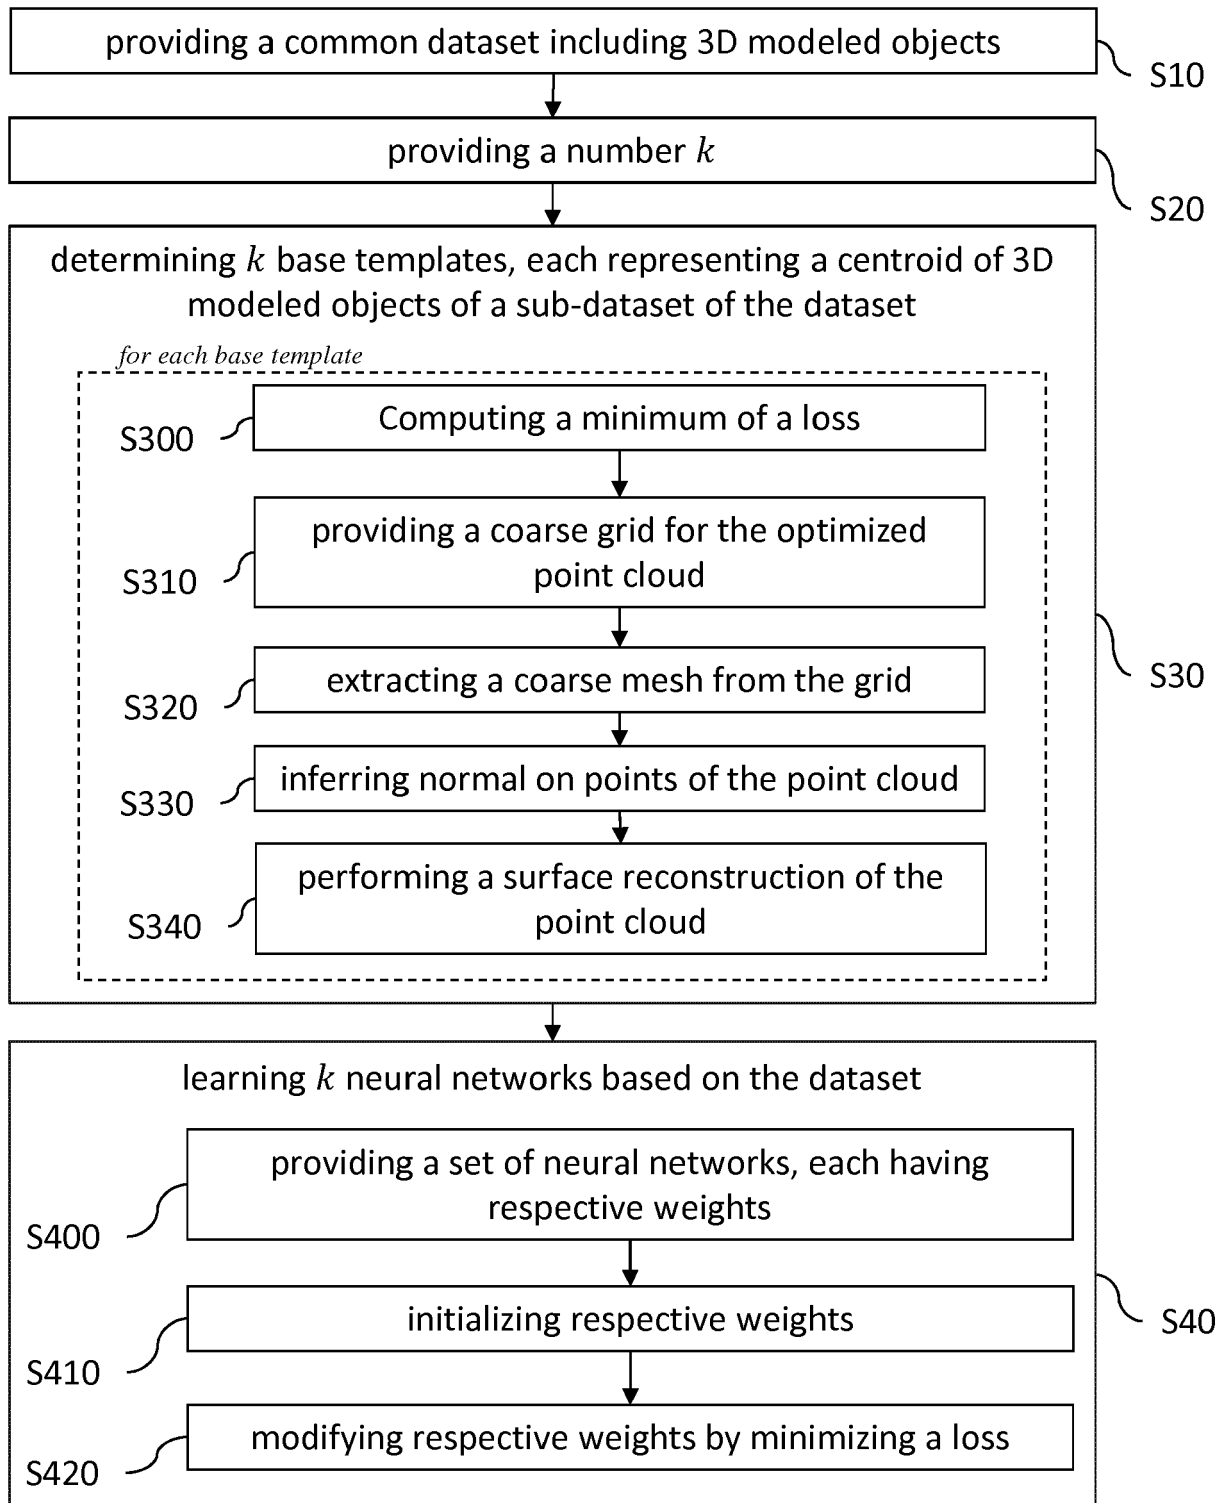 providing a common dataset including 3D modeled objects
S10
providing a number k
S20
determining k base templates, each representing a centroid of 3D
modeled objects of a sub-dataset of the dataset
for each base template
Computing a minimum of a loss
S300
providing a coarse grid for the optimized
point cloud
S310
extracting a coarse mesh from the grid
S320
S30
inferring normal on points of the point cloud
S330
performing a surface reconstruction of the
point cloud
S340
learning k neural networks based on the dataset
providing a set of neural networks, each having
respective weights
S400
initializing respective weights
S40
S410
modifying respective weights by minimizing a loss
S420